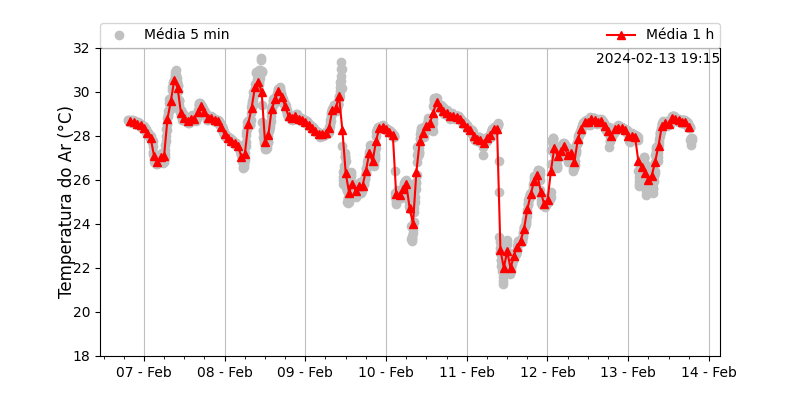 Média 5 min
Média 1 h
2024-02-13 19:15
Temperatura do Ar (°C)
32
30
28
26
24
22
20
18
07 - Feb
08 - Feb
09 - Feb
10 - Feb
11 - Feb
12 - Feb
13 - Feb
14 - Feb